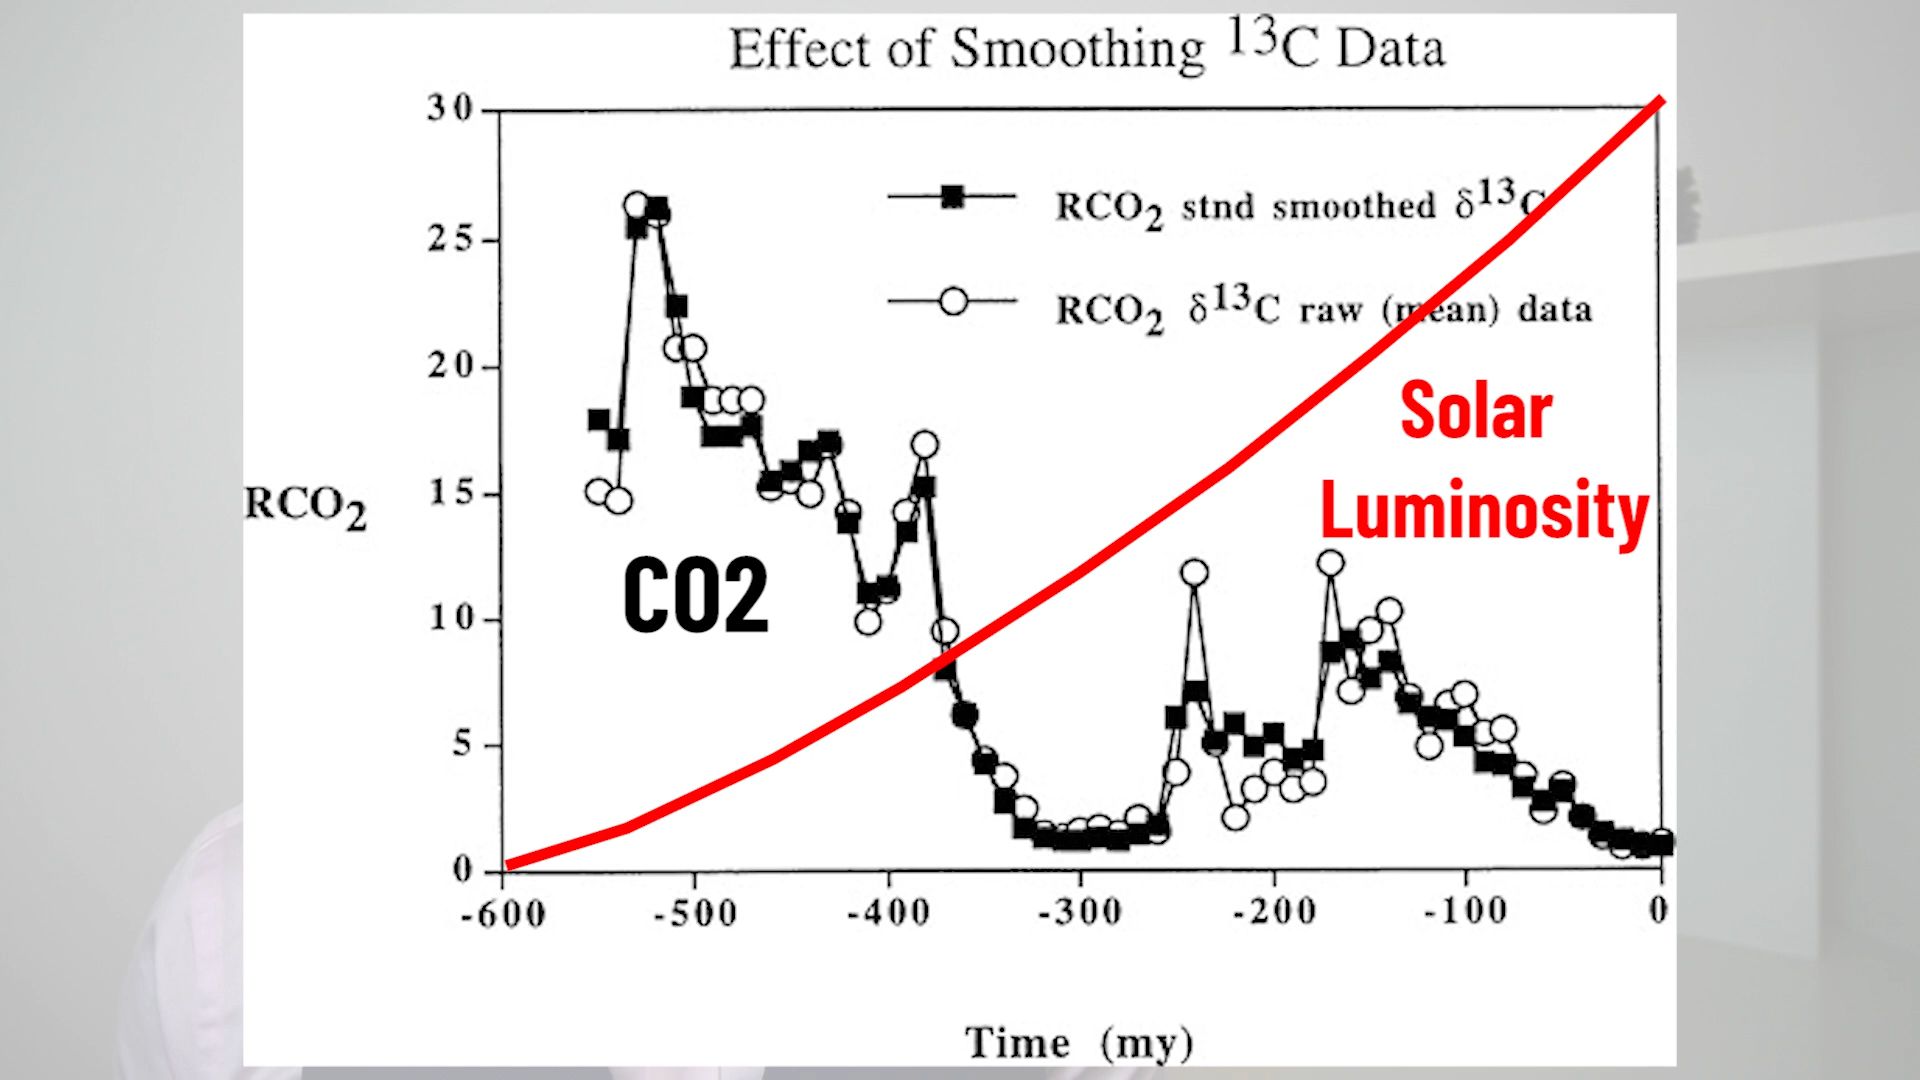 Effect of Smoothing ¹³C Data
30
25
20
15
10
5
0
RCO₂
RCO₂ stnd smoothed δ¹³C
RCO₂ δ¹³C raw (mean) data
Solar
Luminosity
CO2
-600 -500 -400 -300 -200 -100 0
Time (my)